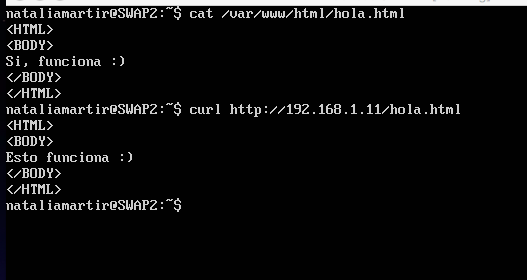 nataliamartir@SWAP2:~$ cat /var/www/html/hola.html
<HTML>
<BODY>
Si, funciona :)
</BODY>
</HTML>
nataliamartir@SWAP2:~$ curl http://192.168.1.11/hola.html
<HTML>
<BODY>
Esto funciona :)
</BODY>
</HTML>
nataliamartir@SWAP2:~$